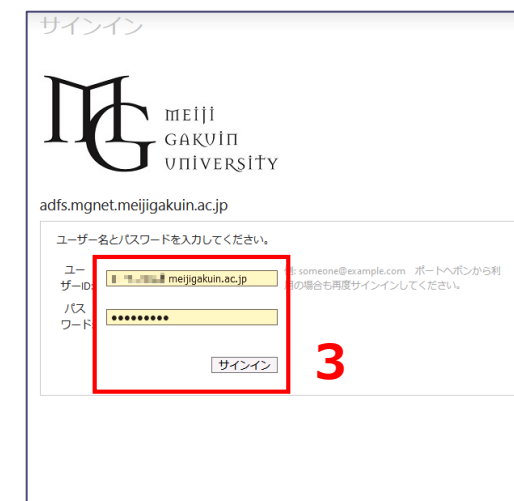 サインイン
MEIJI
GAKUIN
UNIVERSITY
adfs.mgnet.meijigakuin.ac.jp
ユーザー名とパスワードを入力してください。
ユー
ザーID:
meijigakuin.ac.jp
例: someone@example.com ポートヘボンから利
用の場合も再度サインインしてください。
パス
ワード:
●●●●●●●●●
サインイン
3